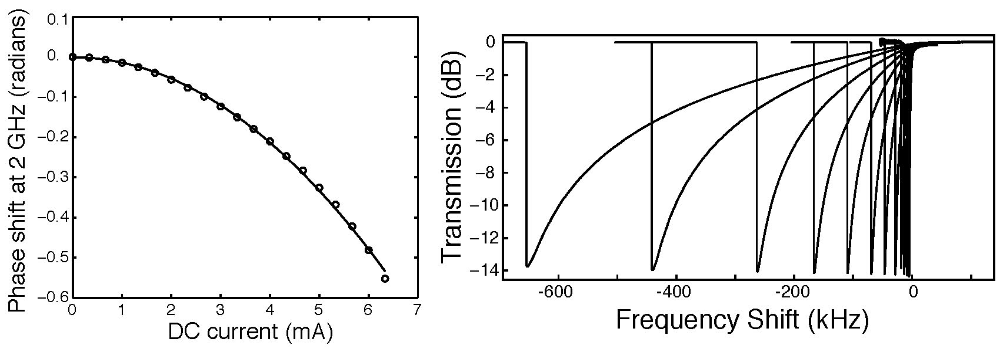 0.1
0.
−0.1
−0.2
−0.3
−0.4
−0.5
−0.6
0 1 2 3 4 5 6 7
DC current (mA)
Phase shift at 2 GHz (radians)
0
−2
−4
−6
−8
−10
−12
−14
-600 -400 -200 0
Frequency Shift (kHz)
Transmission (dB)